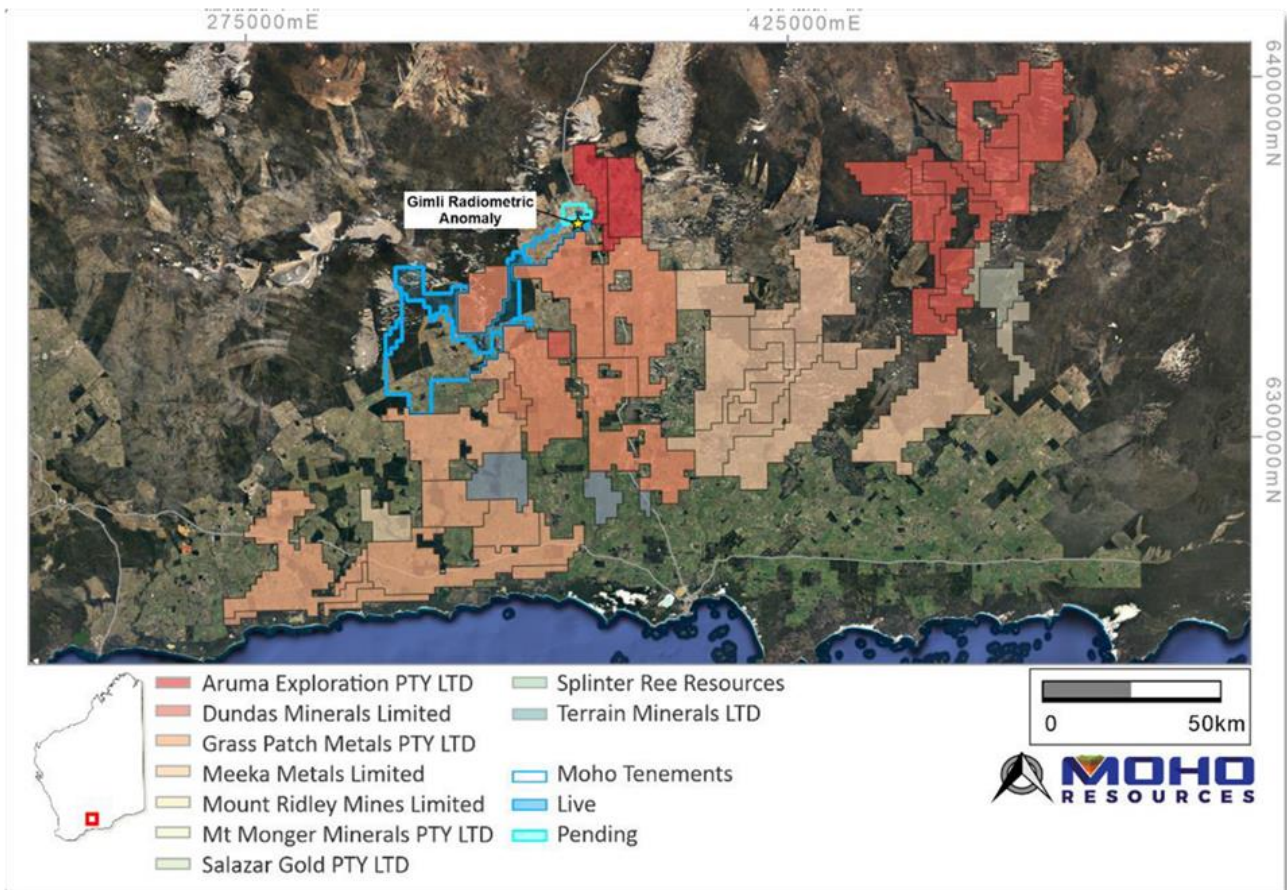 275000mE
425000mE
6400000mN
6300000mN
Gimli Radiometric
Anomaly
Aruma Exploration PTY LTD
Dundas Minerals Limited
Grass Patch Metals PTY LTD
Meeka Metals Limited
Mount Ridley Mines Limited
Mt Monger Minerals PTY LTD
Salazar Gold PTY LTD
Splinter Ree Resources
Terrain Minerals LTD
Moho Tenements
Live
Pending
0 50km
MOHO
RESOURCES